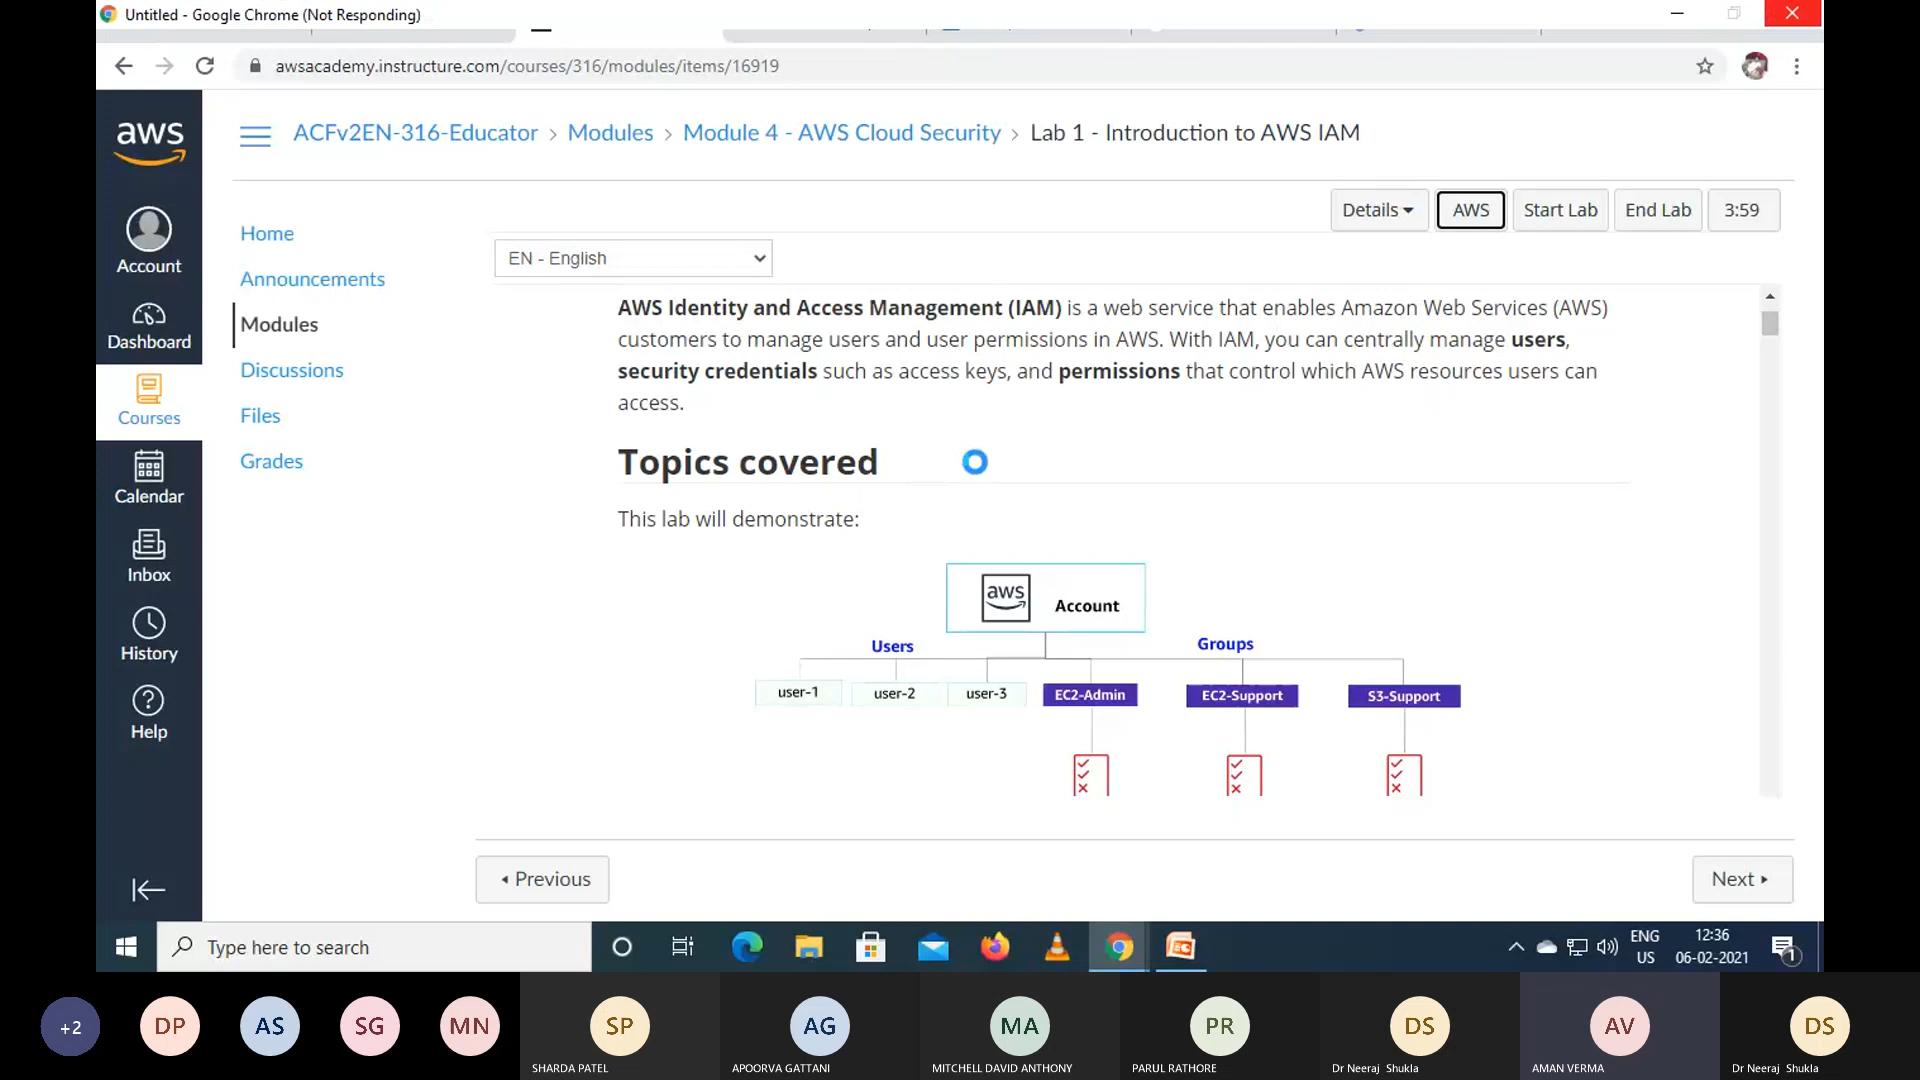 Untitled - Google Chrome (Not Responding)
awsacademy.instructure.com/courses/316/modules/items/16919
aws
ACFv2EN-316-Educator > Modules > Module 4 - AWS Cloud Security > Lab 1 - Introduction to AWS IAM
Details AWS Start Lab End Lab 3:59
Account
Dashboard
Courses
Calendar
Inbox
History
Help
Home
Announcements
Modules
Discussions
Files
Grades
EN - English
AWS Identity and Access Management (IAM) is a web service that enables Amazon Web Services (AWS)
customers to manage users and user permissions in AWS. With IAM, you can centrally manage users,
security credentials such as access keys, and permissions that control which AWS resources users can
access.
Topics covered
This lab will demonstrate:
aws Account
Users Groups
user-1 user-2 user-3 EC2-Admin EC2-Support S3-Support
Previous Next
Type here to search
ENG
US
12:36
06-02-2021
1
+2 DP AS SG MN SP AG MA PR DS AV DS
SHARDA PATEL APOORVA GATTANI MITCHELL DAVID ANTHONY PARUL RATHORE Dr Neeraj Shukla AMAN VERMA Dr Neeraj Shukla